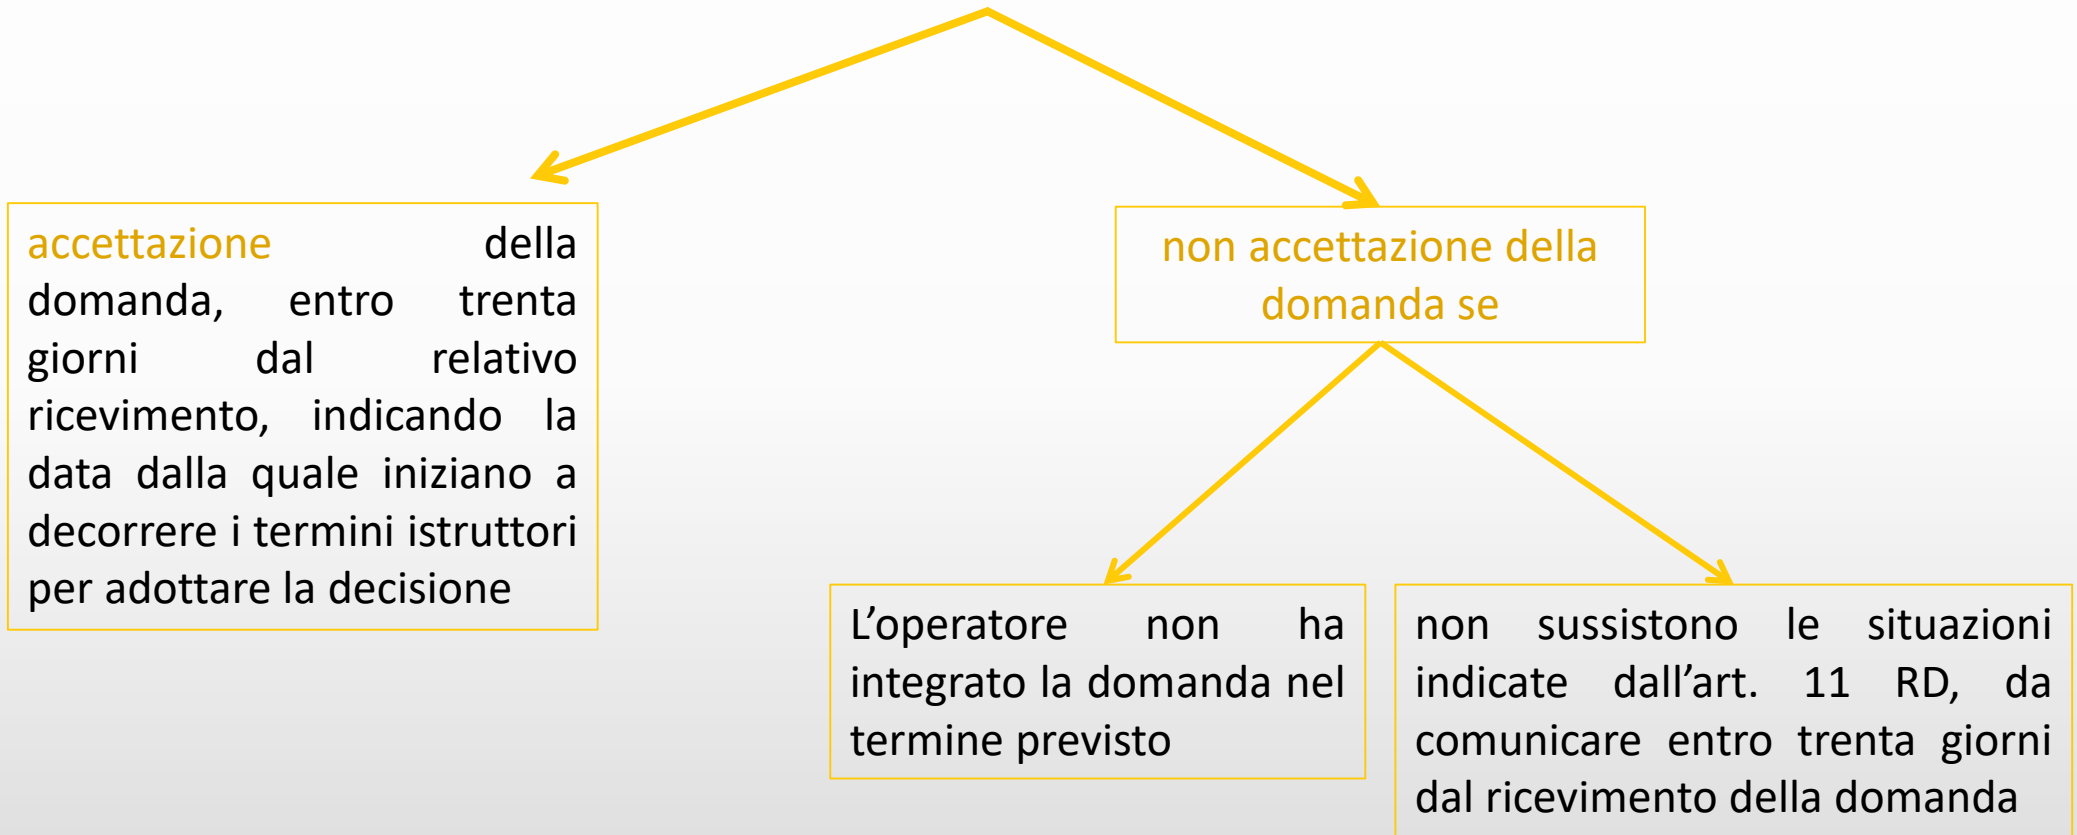 accettazione della
domanda, entro trenta
giorni dal relativo
ricevimento, indicando la
data dalla quale iniziano a
decorrere i termini istruttori
per adottare la decisione
non accettazione della
domanda se
L’operatore non ha
integrato la domanda nel
termine previsto
non sussistono le situazioni
indicate dall’art. 11 RD, da
comunicare entro trenta giorni
dal ricevimento della domanda